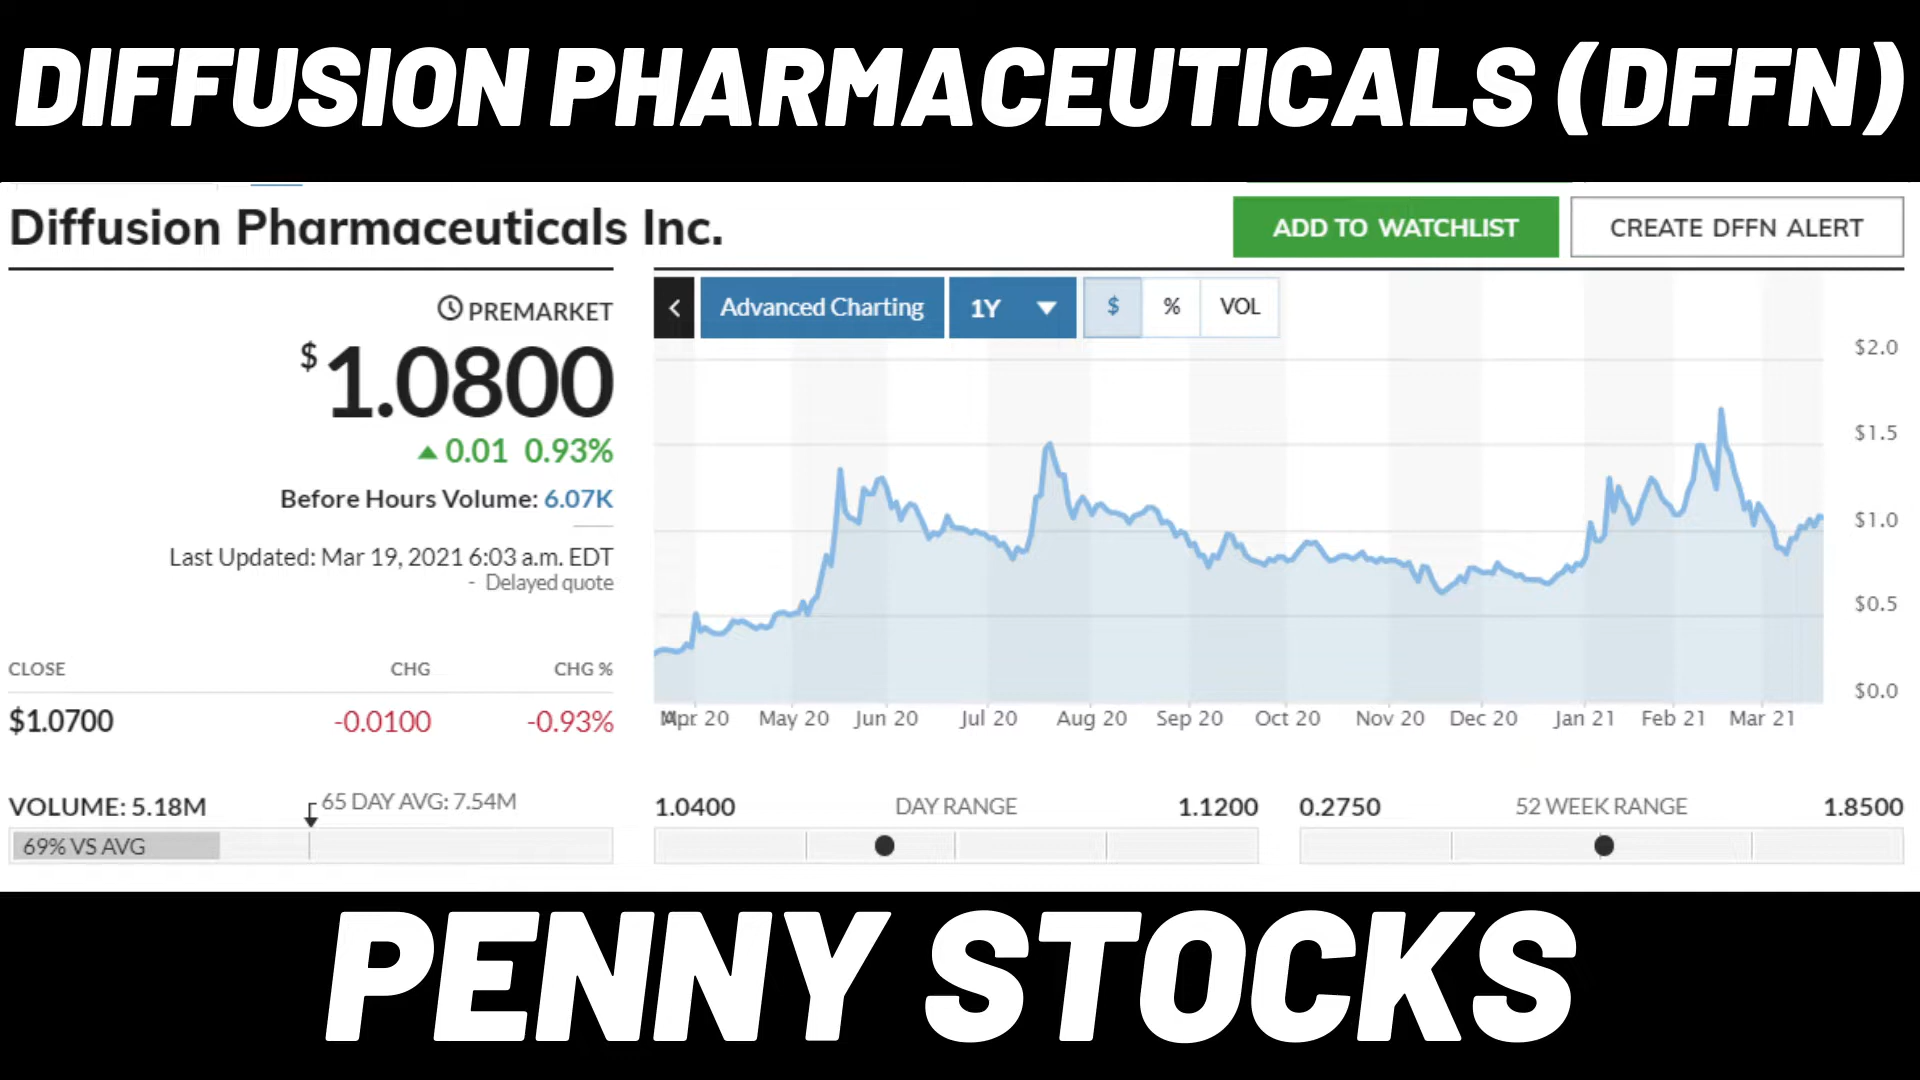 DIFFUSION PHARMACEUTICALS (DFFN)
Diffusion Pharmaceuticals Inc.
ADD TO WATCHLIST
CREATE DFFN ALERT
PREMARKET
$1.0800
0.01 0.93%
Before Hours Volume: 6.07K
Last Updated: Mar 19, 2021 6:03 a.m. EDT
- Delayed quote
CLOSE CHG CHG %
$1.0700 -0.0100 -0.93%
VOLUME: 5.18M 65 DAY AVG: 7.54M
69% VS AVG
Advanced Charting 1Y $ % VOL
$2.0
$1.5
$1.0
$0.5
$0.0
Apr 20 May 20 Jun 20 Jul 20 Aug 20 Sep 20 Oct 20 Nov 20 Dec 20 Jan 21 Feb 21 Mar 21
1.0400 DAY RANGE 1.1200
0.2750 52 WEEK RANGE 1.8500
PENNY STOCKS